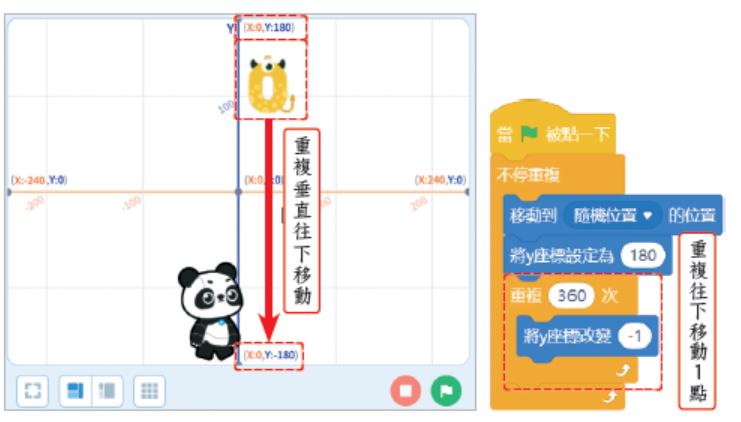 Y
(X:0,Y:180)
100
(X:-240,Y:0)
(X:0,
:0)
(X:240,Y:0)
-200
-100
200
重複垂直往下移動
(X:0,Y:-180)
當 被點一下
不停重複
移動到 隨機位置 的位置
將y座標設定為 180
重複 360 次
將y座標改變 -1
重複往下移動1點